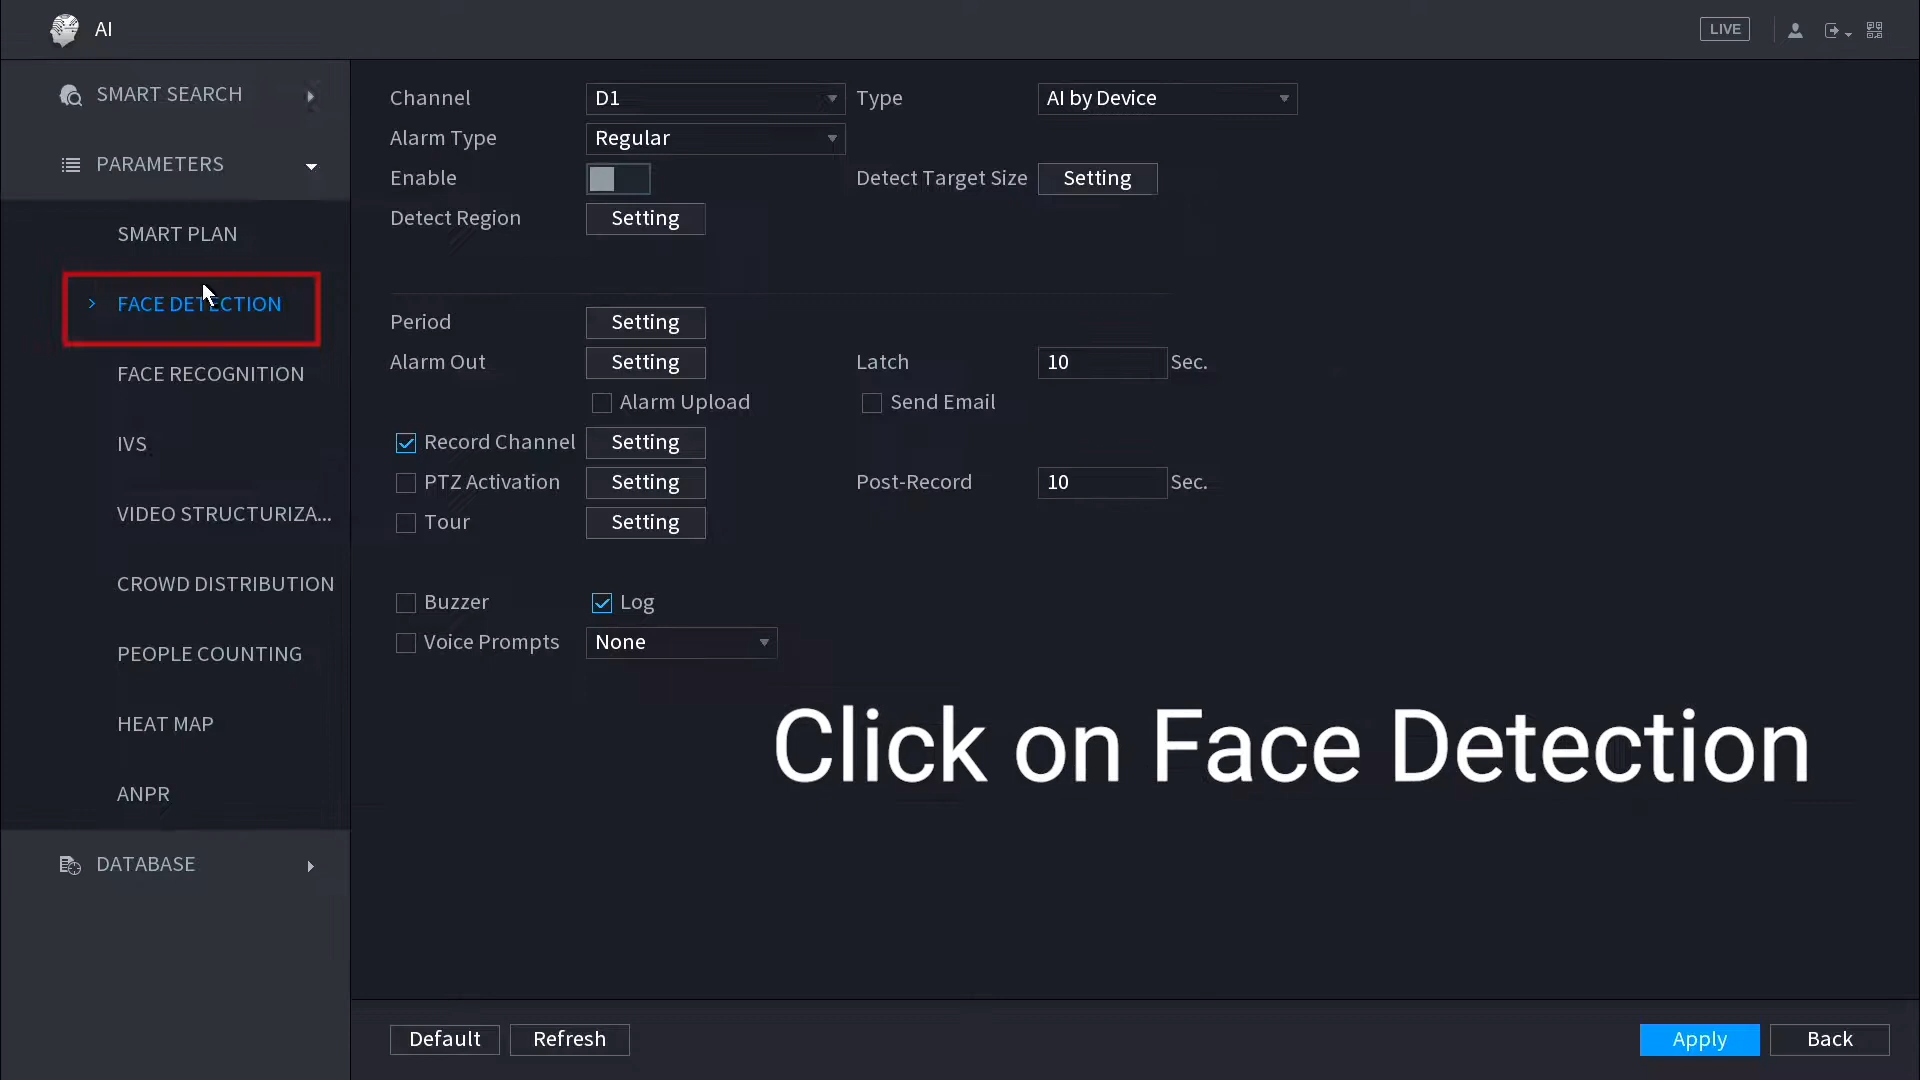 AI
LIVE
SMART SEARCH
PARAMETERS
SMART PLAN
FACE DETECTION
FACE RECOGNITION
IVS
VIDEO STRUCTURIZA...
CROWD DISTRIBUTION
PEOPLE COUNTING
HEAT MAP
ANPR
DATABASE
Channel D1 Type AI by Device
Alarm Type Regular
Enable Detect Target Size Setting
Detect Region Setting
Period Setting
Alarm Out Setting Latch 10 Sec.
Alarm Upload Send Email
Record Channel Setting
PTZ Activation Setting Post-Record 10 Sec.
Tour Setting
Buzzer Log
Voice Prompts None
Click on Face Detection
Default Refresh Apply Back